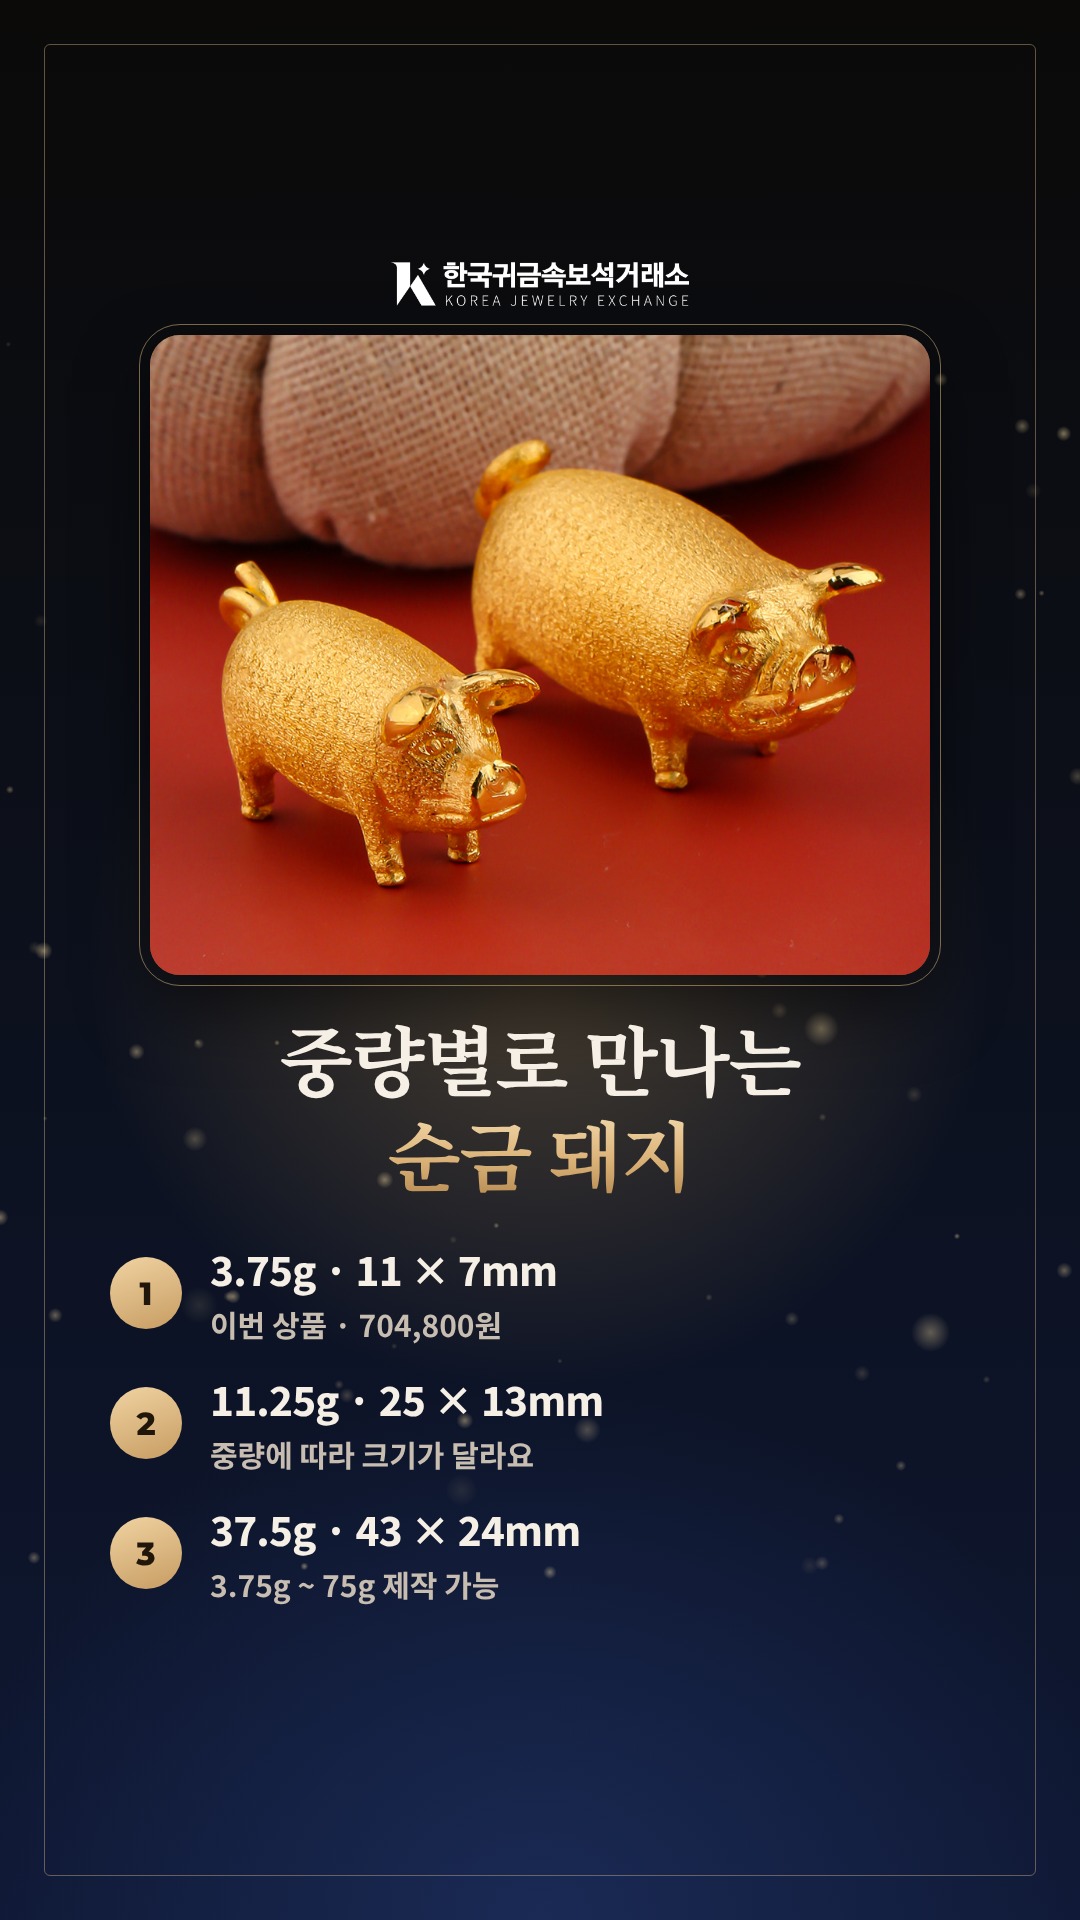 한국귀금속보석거래소
KOREA JEWELRY EXCHANGE
중량별로 만나는
순금 돼지
1
3.75g · 11 × 7mm
이번 상품 · 704,800원
2
11.25g · 25 × 13mm
중량에 따라 크기가 달라요
3
37.5g · 43 × 24mm
3.75g ~ 75g 제작 가능